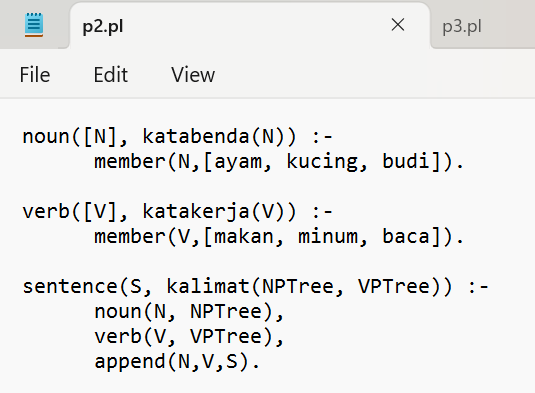 p2.pl
p3.pl
File Edit View
noun([N], katabenda(N)) :-
member(N,[ayam, kucing, budi]).
verb([V], katakerja(V)) :-
member(V,[makan, minum, baca]).
sentence(S, kalimat(NPTree, VPTree)) :-
noun(N, NPTree),
verb(V, VPTree),
append(N,V,S).